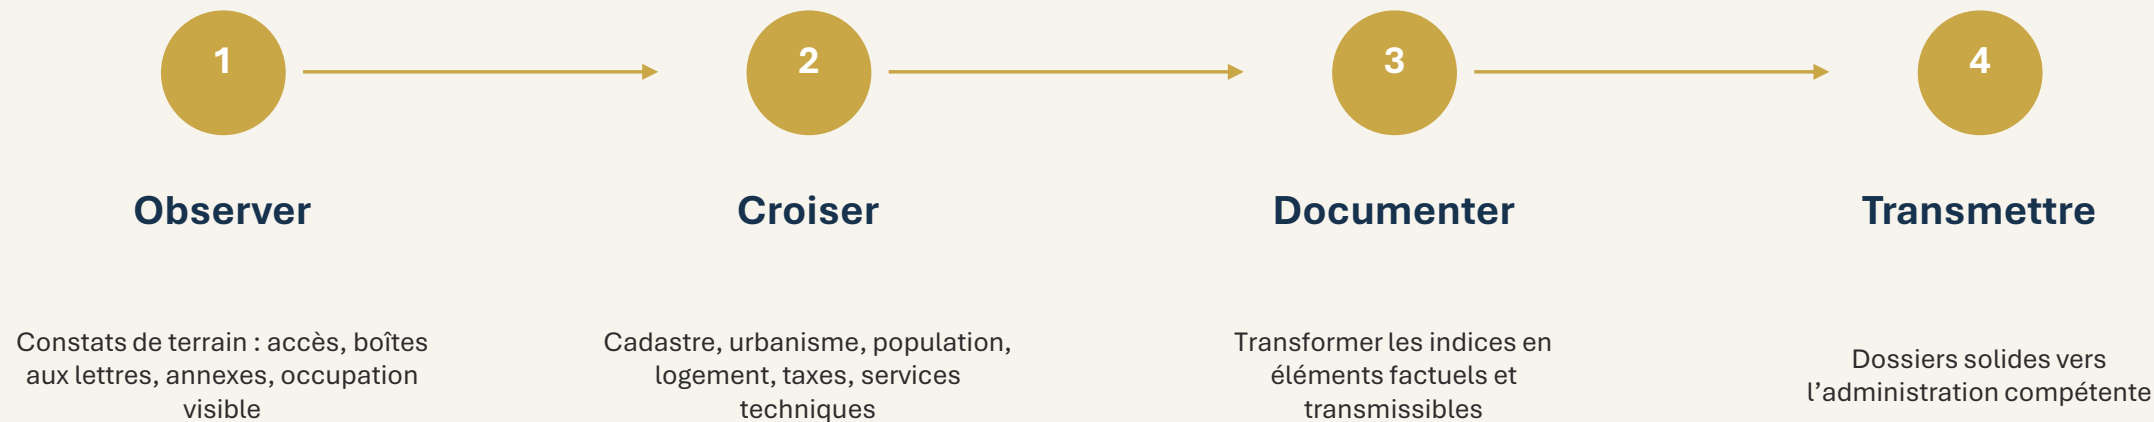 1
2
3
4
Observer
Croiser
Documenter
Transmettre
Constats de terrain : accès, boîtes
aux lettres, annexes, occupation
visible
Cadastre, urbanisme, population,
logement, taxes, services
techniques
Transformer les indices en
éléments factuels et
transmissibles
Dossiers solides vers
l’administration compétente